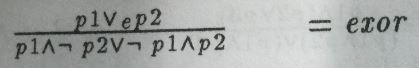 p1∨ₑp2 = exor
p1∧¬ p2∨¬ p1∧p2